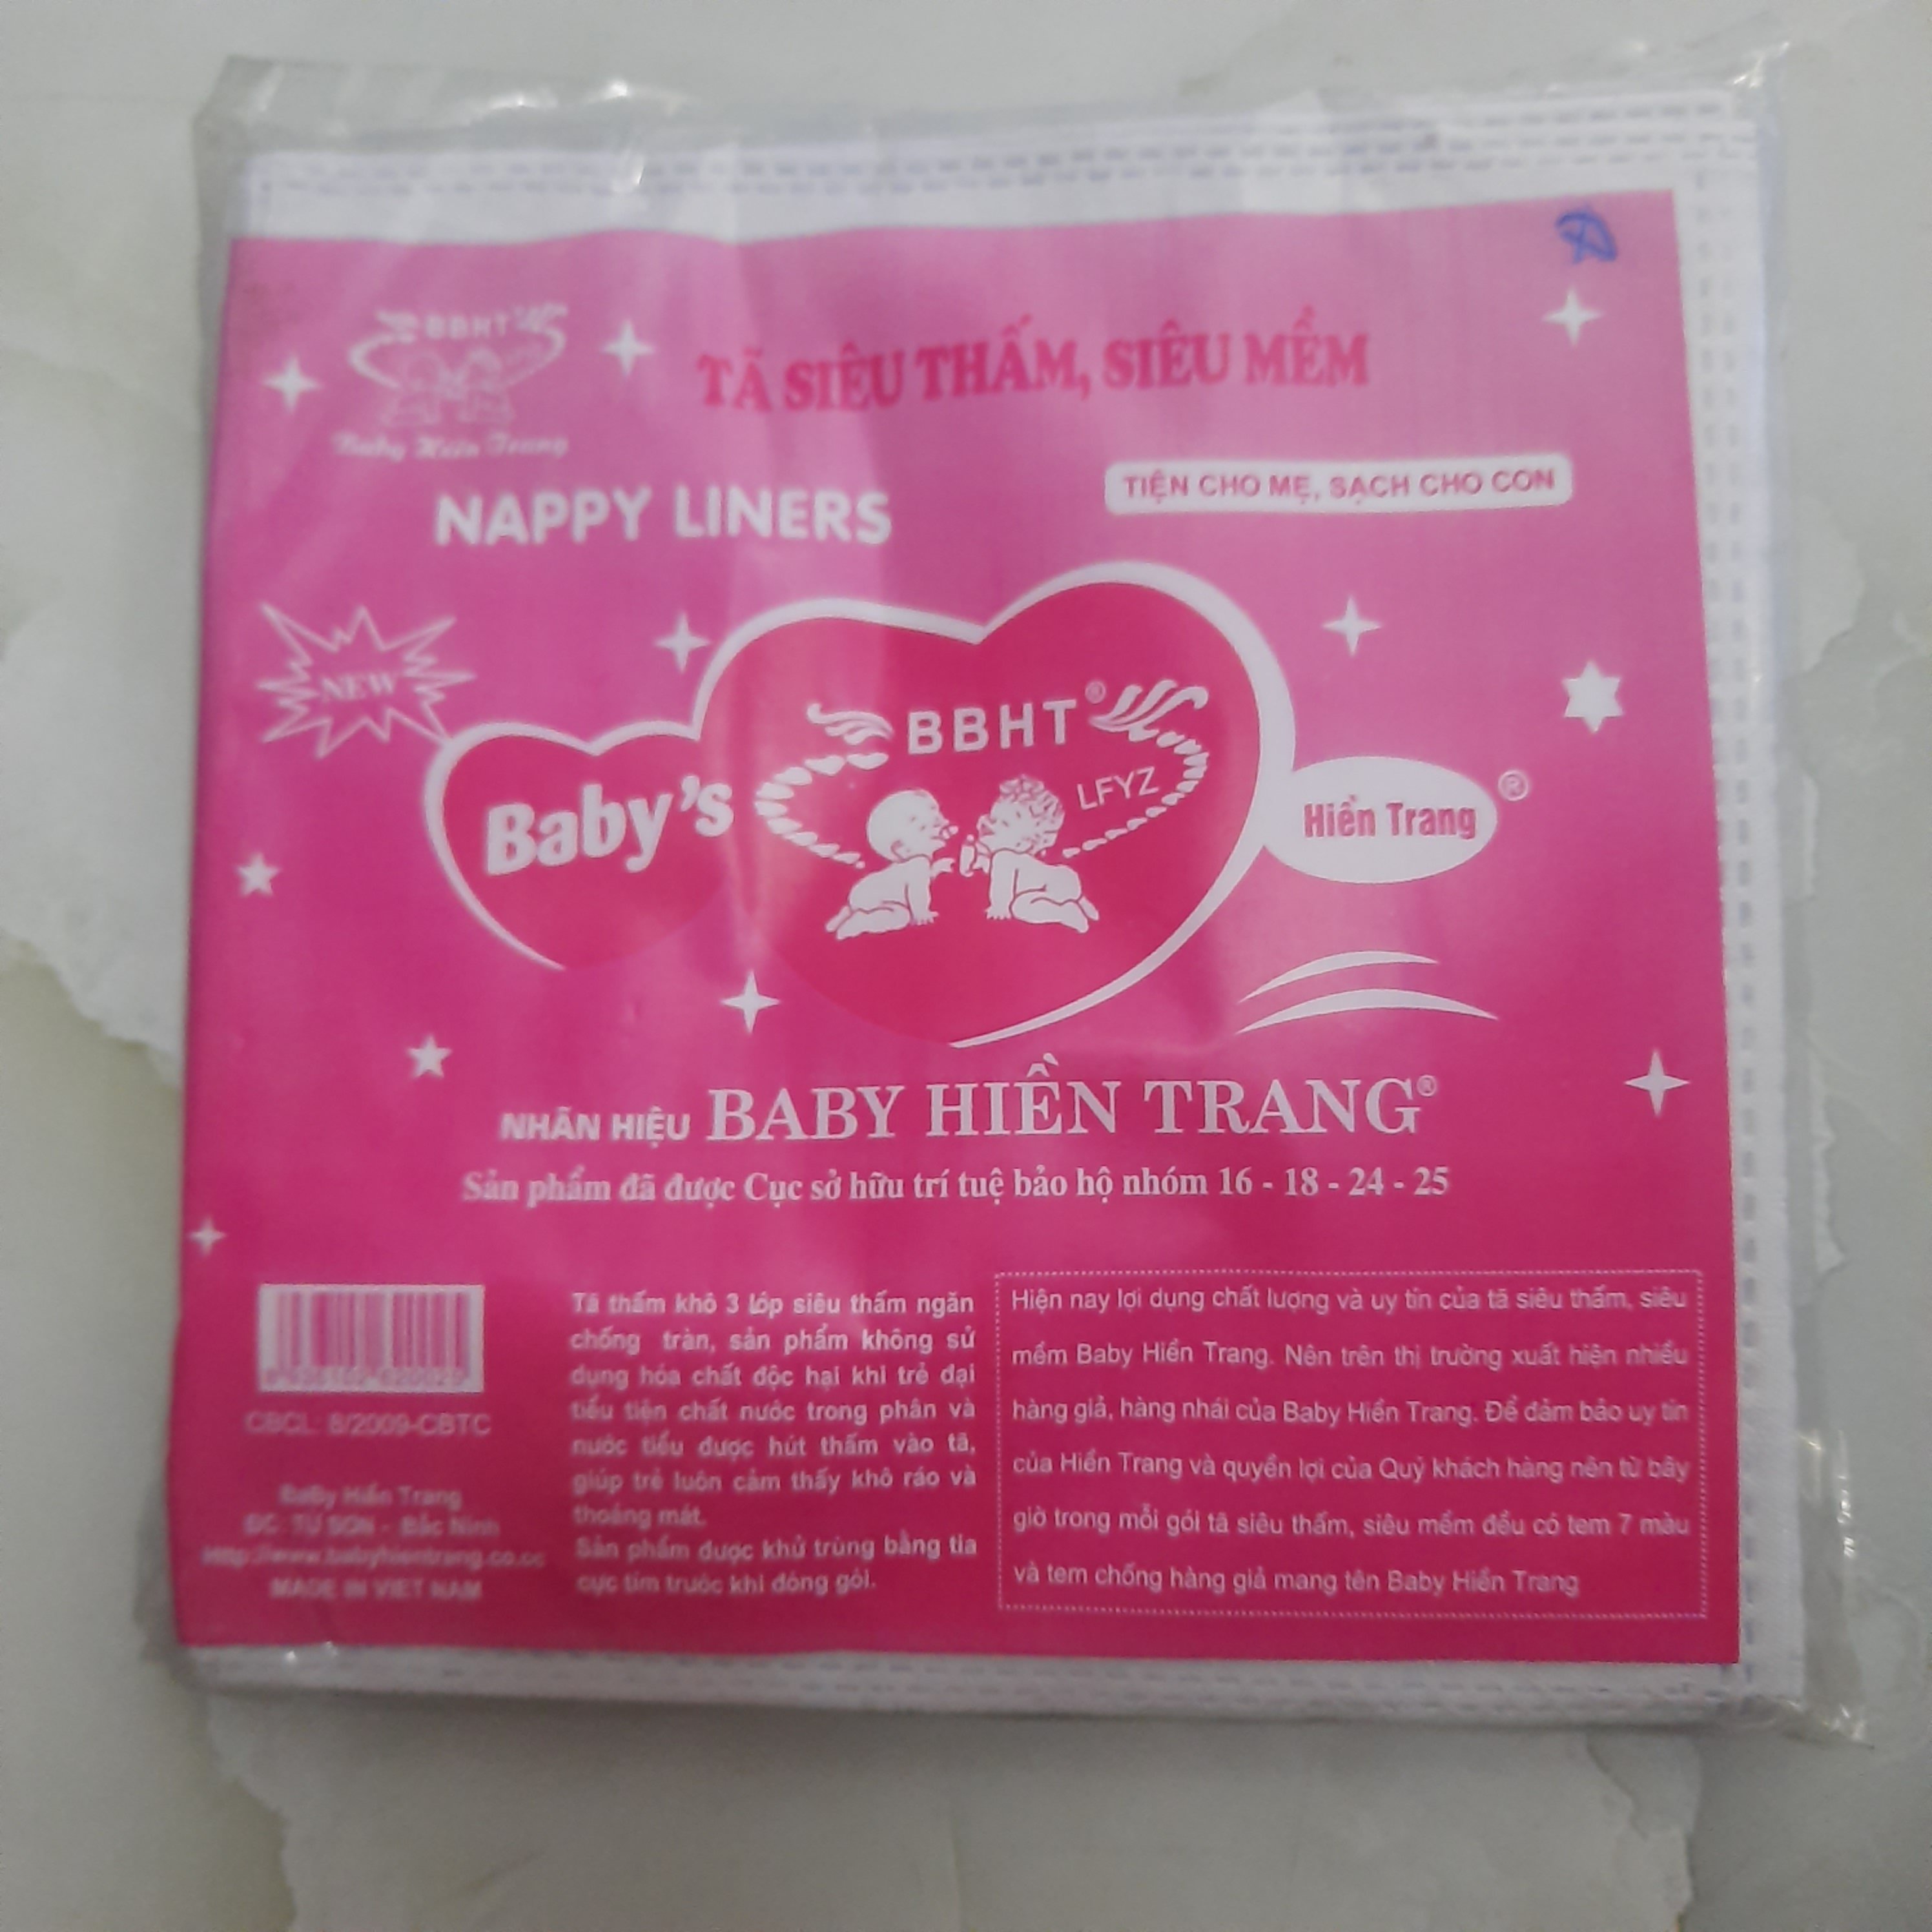 BBHT
Baby Hiền Trang
TÃ SIÊU THẤM, SIÊU MỀM
NAPPY LINERS
TIỆN CHO MẸ, SẠCH CHO CON
NEW
Baby's
BBHT®
LFYZ
Hiền Trang ®
NHÃN HIỆU BABY HIỀN TRANG®
Sản phẩm đã được Cục sở hữu trí tuệ bảo hộ nhóm 16 - 18 - 24 - 25
CBCL: 8/2009-CBTC
BaBy Hiền Trang
ĐC: TỪ SƠN - Bắc Ninh
Http://www.babyhientrang.co.cc
MADE IN VIET NAM
Tã thấm khô 3 lớp siêu thấm ngăn
chống tràn, sản phẩm không sử
dụng hóa chất độc hại khi trẻ đại
tiểu tiện chất nước trong phân và
nước tiểu được hút thấm vào tã,
giúp trẻ luôn cảm thấy khô ráo và
thoáng mát.
Sản phẩm được khử trùng bằng tia
cực tím trước khi đóng gói.
Hiện nay lợi dụng chất lượng và uy tín của tã siêu thấm, siêu
mềm Baby Hiền Trang. Nên trên thị trường xuất hiện nhiều
hàng giả, hàng nhái của Baby Hiền Trang. Để đảm bảo uy tín
của Hiền Trang và quyền lợi của Quý khách hàng nên từ bây
giờ trong mỗi gói tã siêu thấm, siêu mềm đều có tem 7 màu
và tem chống hàng giả mang tên Baby Hiền Trang